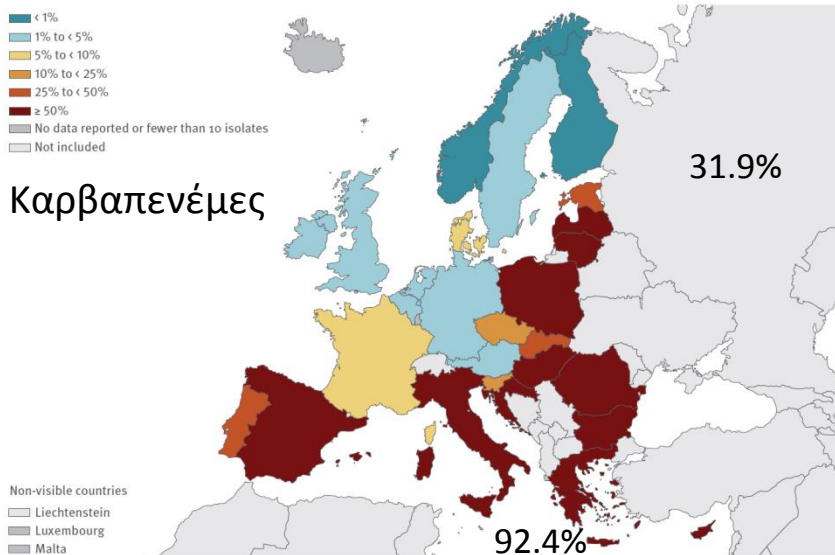 < 1%
1% to < 5%
5% to < 10%
10% to < 25%
25% to < 50%
≥ 50%
No data reported or fewer than 10 isolates
Not included
Καρβαπενέμες
31.9%
Non-visible countries
Liechtenstein
Luxembourg
Malta
92.4%